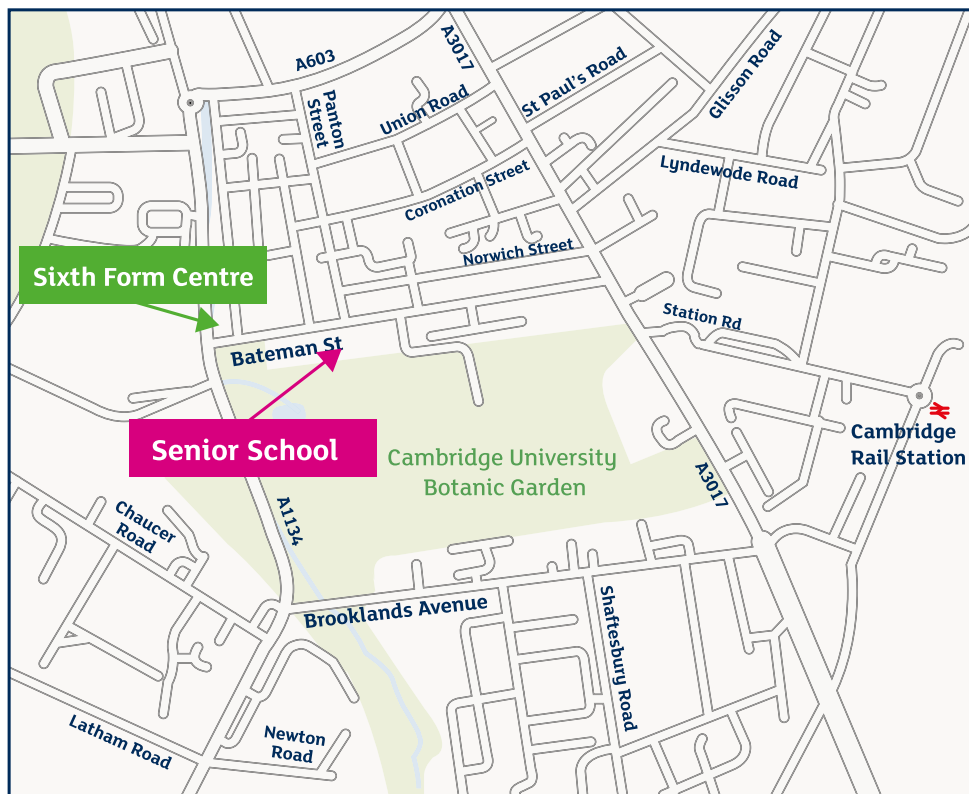 A603
A3017
Panton
Street
Union Road
St Paul's Road
Glisson Road
Lyndewode Road
Coronation Street
Norwich Street
Sixth Form Centre
Station Rd
Bateman St
Senior School
Cambridge University
Botanic Garden
Cambridge
Rail Station
A3017
A1134
Chaucer
Road
Brooklands Avenue
Shaftesbury Road
Latham Road
Newton
Road